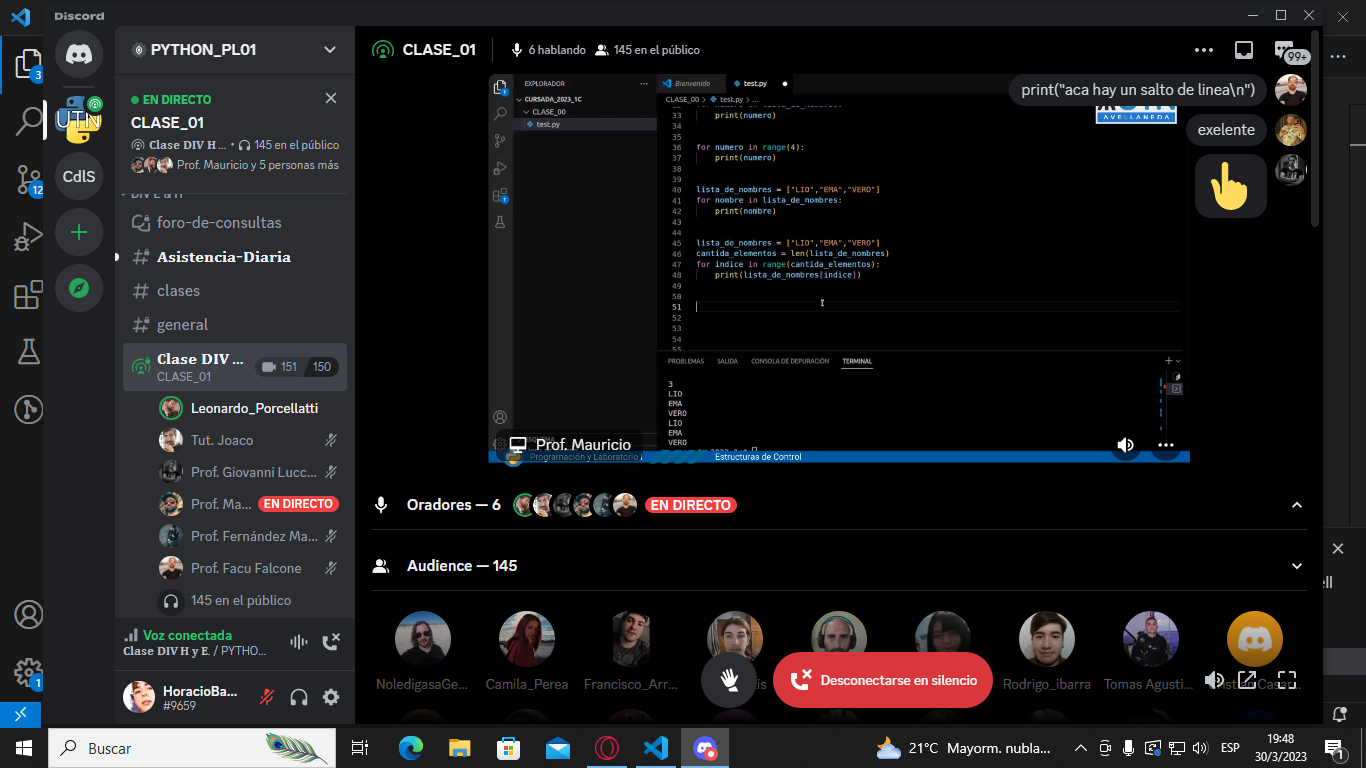 Discord
PYTHON_PL01
EN DIRECTO
CLASE_01
Clase DIV H ... • 145 en el público
Prof. Mauricio y 5 personas más
DIV E & H
foro-de-consultas
Asistencia-Diaria
clases
general
Clase DIV ...
151
150
CLASE_01
Leonardo_Porcellatti
Tut. Joaco
Prof. Giovanni Lucc...
Prof. Ma...
EN DIRECTO
Prof. Fernández Ma...
Prof. Facu Falcone
145 en el público
Voz conectada
Clase DIV H y E. / PYTHO...
HoracioBa...
#9659
UTN
CdlS
3
12
1
CLASE_01
6 hablando
145 en el público
99+
EXPLORADOR
CURSADA_2023_1C
CLASE_00
test.py
Bienvenido
test.py
CLASE_00 > test.py > ...
33 print(numero)
34
35
36 for numero in range(4):
37 print(numero)
38
39
40 lista_de_nombres = ["LIO","EMA","VERO"]
41 for nombre in lista_de_nombres:
42 print(nombre)
43
44
45 lista_de_nombres = ["LIO","EMA","VERO"]
46 cantida_elementos = len(lista_de_nombres)
47 for indice in range(cantida_elementos):
48 print(lista_de_nombres[indice])
49
50
51
52
53
54
55
AVELLANEDA
print("aca hay un salto de linea\n")
exelente
PROBLEMAS
SALIDA
CONSOLA DE DEPURACIÓN
TERMINAL
3
LIO
EMA
VERO
LIO
EMA
VERO
Prof. Mauricio
Programación y Laboratorio
Estructuras de Control
Oradores — 6
EN DIRECTO
Audience — 145
NoledigasaGe...
Camila_Perea
Francisco_Arr...
Rodrigo_ibarra
Tomas Agusti...
Desconectarse en silencio
Buscar
21°C Mayorm. nubla...
ESP
19:48
30/3/2023
1